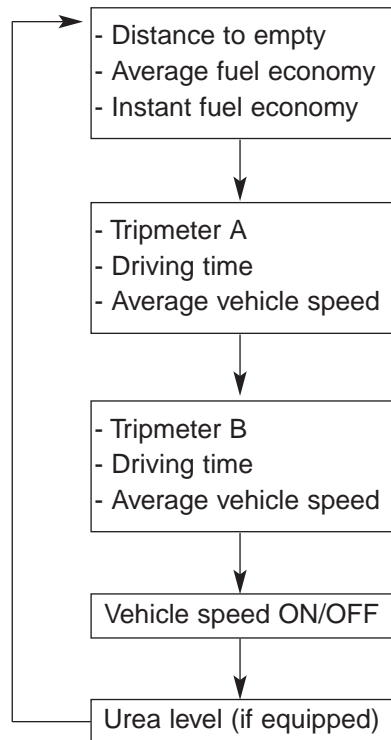 - Distance to empty
- Average fuel economy
- Instant fuel economy
- Tripmeter A
- Driving time
- Average vehicle speed
- Tripmeter B
- Driving time
- Average vehicle speed
Vehicle speed ON/OFF
Urea level (if equipped)